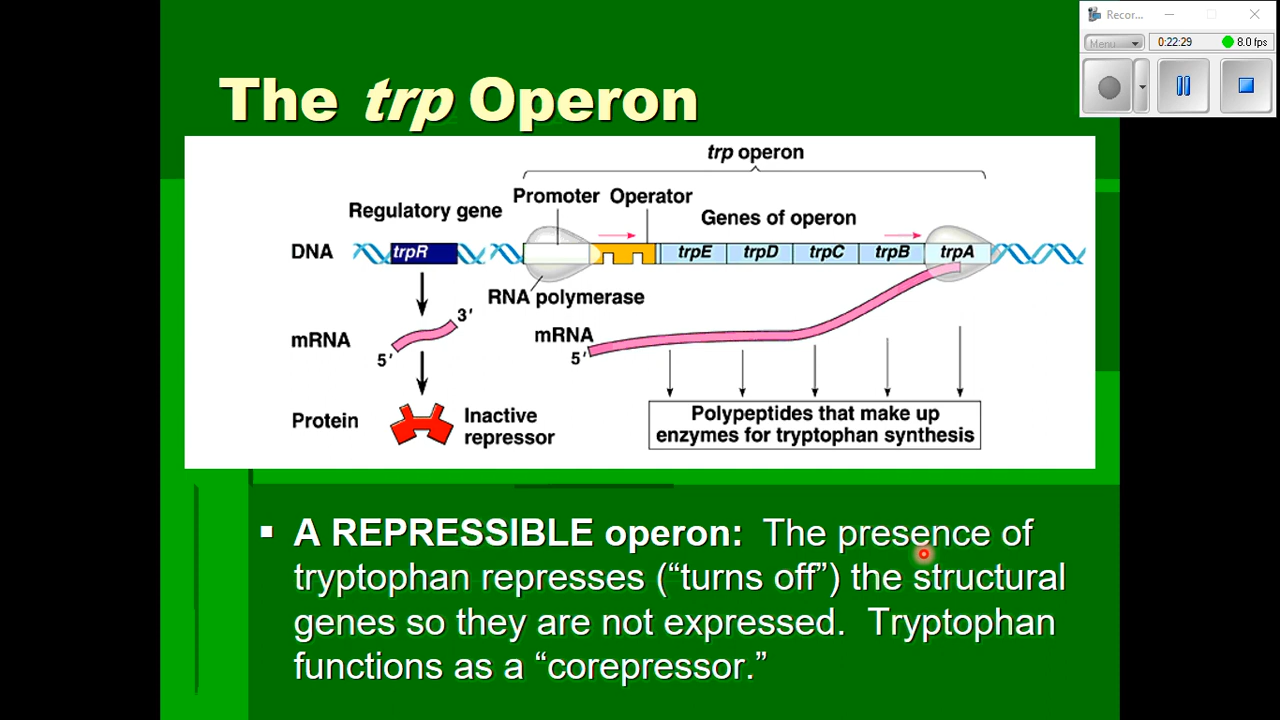 Recor...
Menu
0:22:29
8.0 fps
The trp Operon
trp operon
Promoter
Operator
Regulatory gene
Genes of operon
DNA
trpR
trpE
trpD
trpC
trpB
trpA
RNA polymerase
3′
mRNA
5′
mRNA
5′
Protein
Inactive
repressor
Polypeptides that make up
enzymes for tryptophan synthesis
▪ A REPRESSIBLE operon: The presence of
tryptophan represses (“turns off”) the structural
genes so they are not expressed. Tryptophan
functions as a “corepressor.”